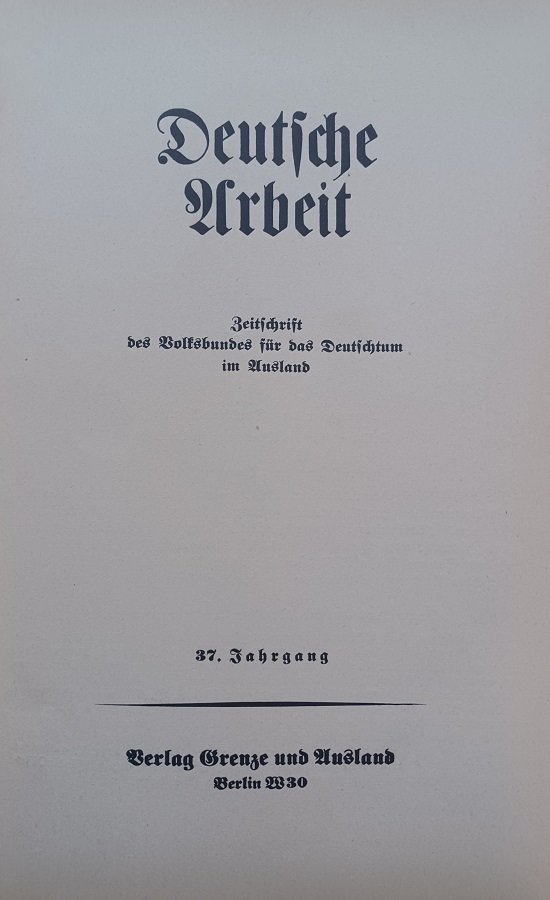 Deutſche
Arbeit
Zeitſchrift
des Volksbundes für das Deutſchtum
im Ausland
37. Jahrgang
Verlag Grenze und Ausland
Berlin W30